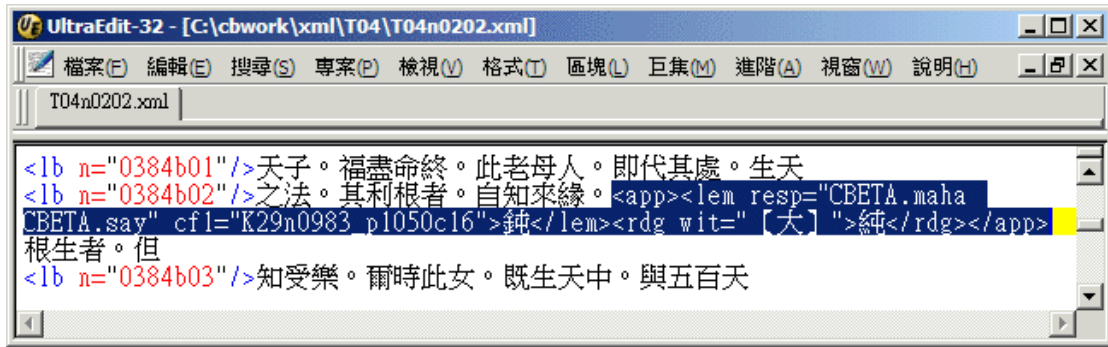 UltraEdit-32 - [C:\cbwork\xml\T04\T04n0202.xml]
檔案(F) 編輯(E) 搜尋(S) 專案(P) 檢視(V) 格式(T) 區塊(L) 巨集(M) 進階(A) 視窗(W) 說明(H)
T04n0202.xml
<lb n="0384b01"/>天子。福盡命終。此老母人。即代其處。生天
<lb n="0384b02"/>之法。其利根者。自知來緣。<app><lem resp="CBETA.maha
CBETA.say" cf1="K29n0983_p1050c16">鈍</lem><rdg wit="【大】">純</rdg></app>
根生者。但
<lb n="0384b03"/>知受樂。爾時此女。既生天中。與五百天